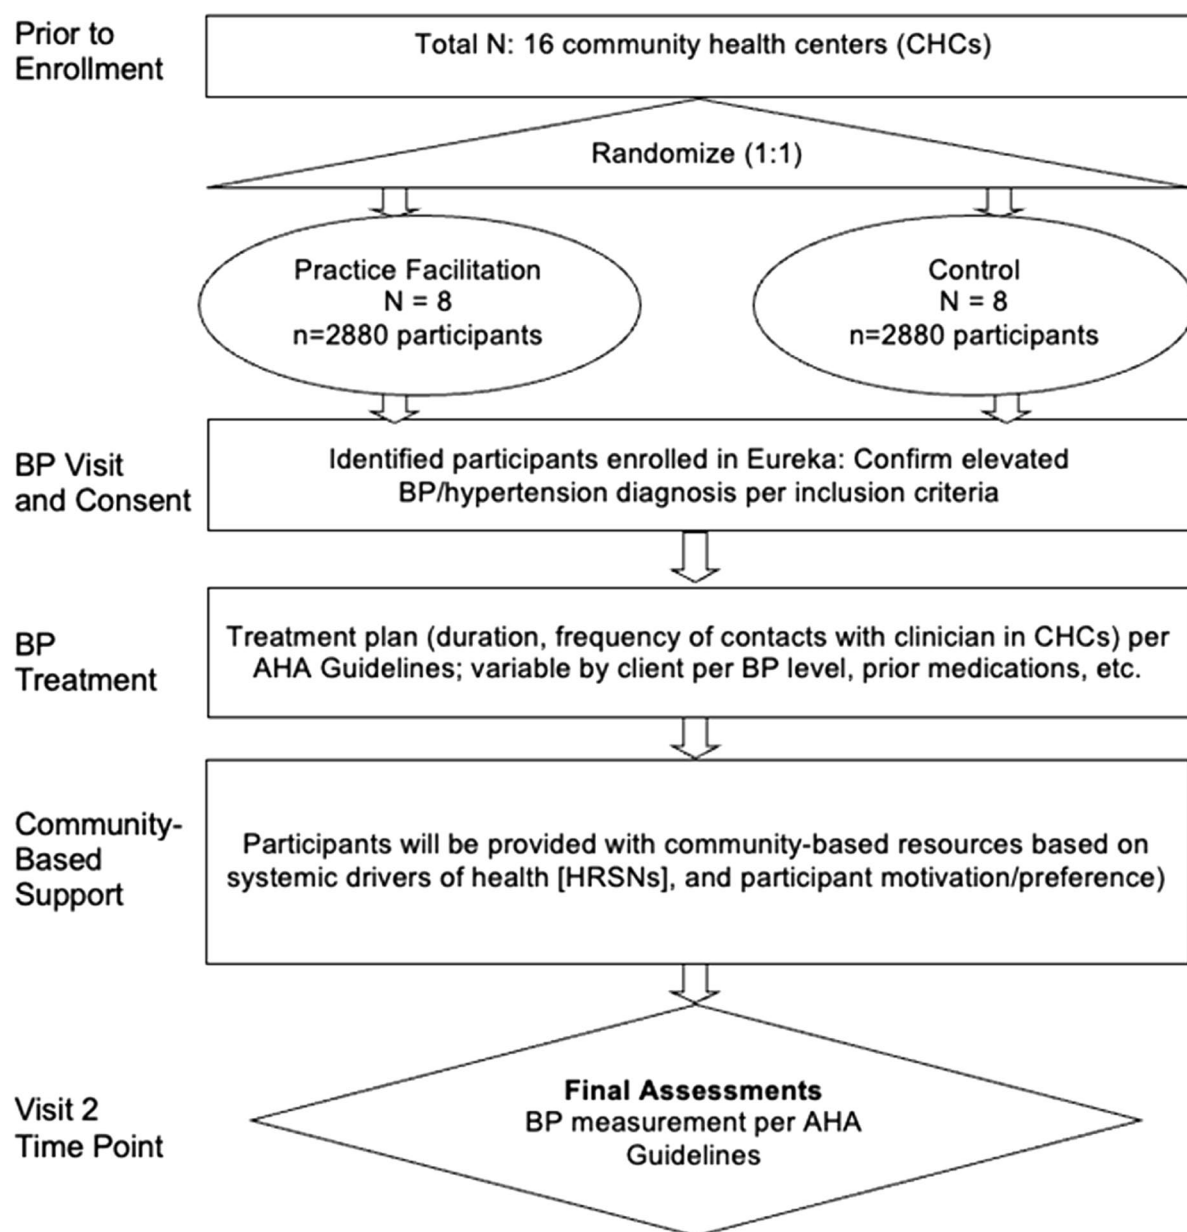 Prior to
Enrollment
Total N: 16 community health centers (CHCs)
Randomize (1:1)
Practice Facilitation
N = 8
n=2880 participants
Control
N = 8
n=2880 participants
BP Visit
and Consent
Identified participants enrolled in Eureka: Confirm elevated
BP/hypertension diagnosis per inclusion criteria
BP
Treatment
Treatment plan (duration, frequency of contacts with clinician in CHCs) per
AHA Guidelines; variable by client per BP level, prior medications, etc.
Community-
Based
Support
Participants will be provided with community-based resources based on
systemic drivers of health [HRSNs], and participant motivation/preference)
Visit 2
Time Point
Final Assessments
BP measurement per AHA
Guidelines